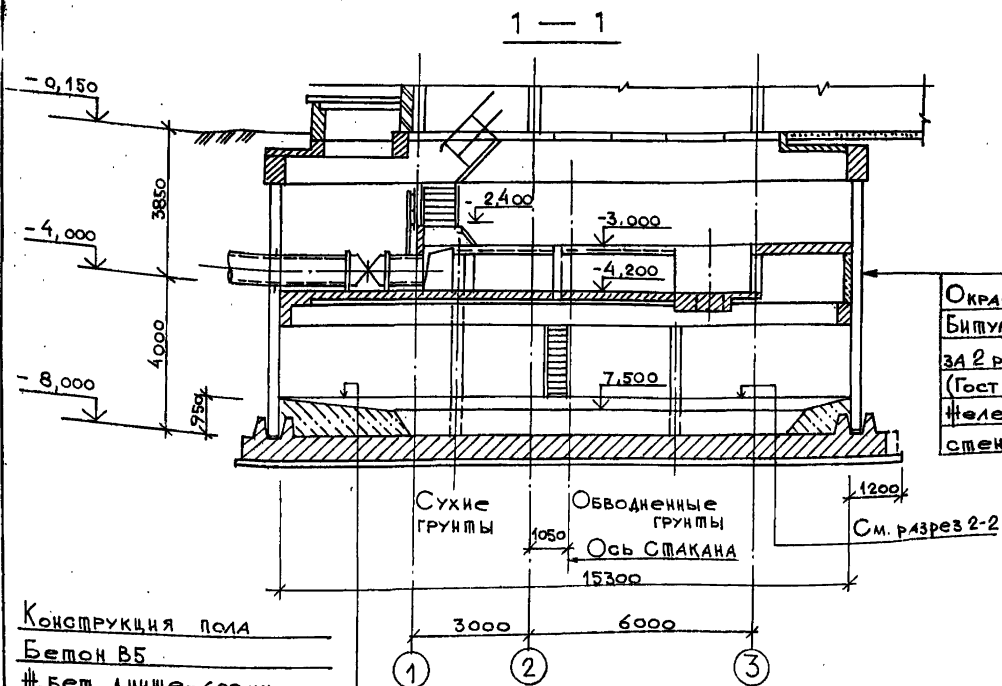 1 — 1
- 0,150
3850
- 2,400
-3.000
- 4,000
-4,200
Окра
Битум
за 2 р
(Гост
Желе
стен
4000
- 8,000
950
7,500
1200
Сухие
грунты
Обводненные
грунты
1050
Ось стакана
См. разрез 2-2
15300
Конструкция пола
Бетон В5
3000
6000
1
2
3